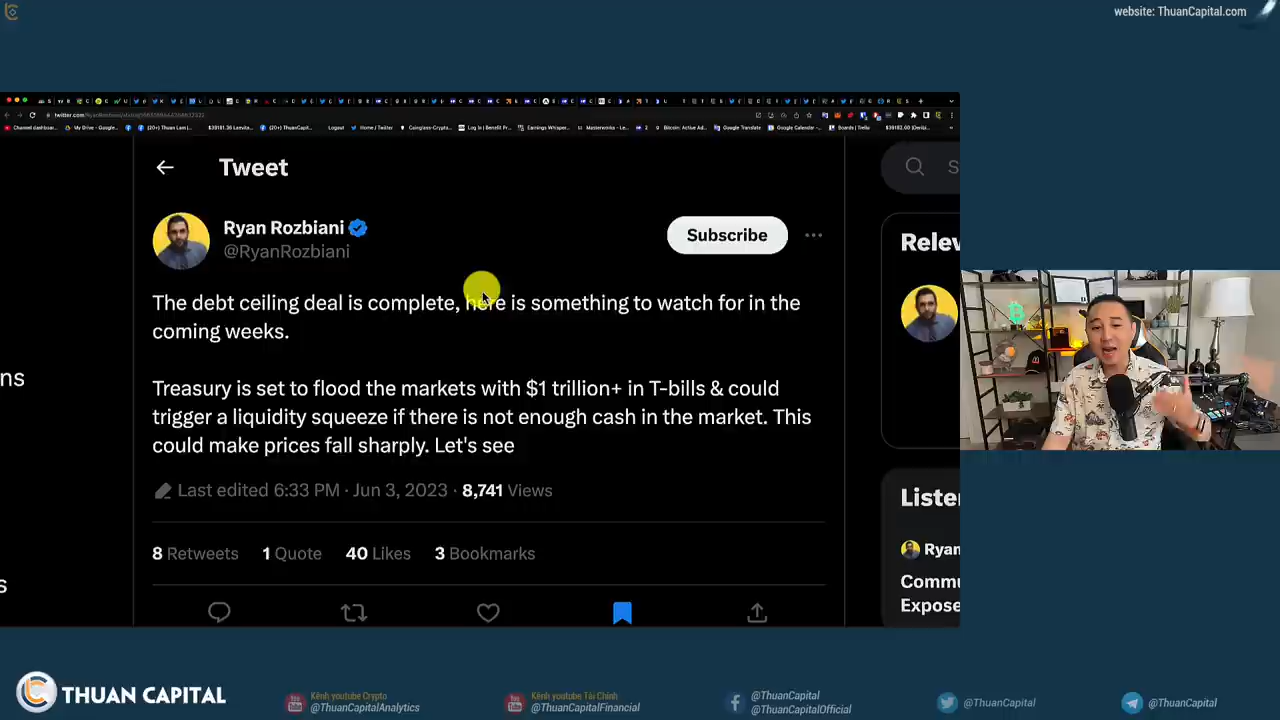 website: ThuanCapital.com
Tweet
Ryan Rozbiani
@RyanRozbiani
Subscribe
The debt ceiling deal is complete, here is something to watch for in the
coming weeks.
Treasury is set to flood the markets with $1 trillion+ in T-bills & could
trigger a liquidity squeeze if there is not enough cash in the market. This
could make prices fall sharply. Let's see
Last edited 6:33 PM · Jun 3, 2023 · 8,741 Views
8 Retweets 1 Quote 40 Likes 3 Bookmarks
ns
s
S
Relev
Listen
Ryan
Commu
Expose
THUAN CAPITAL
Kênh youtube Crypto
@ThuanCapitalAnalytics
Kênh youtube Tài Chính
@ThuanCapitalFinancial
@ThuanCapital
@ThuanCapitalOfficial
@ThuanCapital
@ThuanCapital